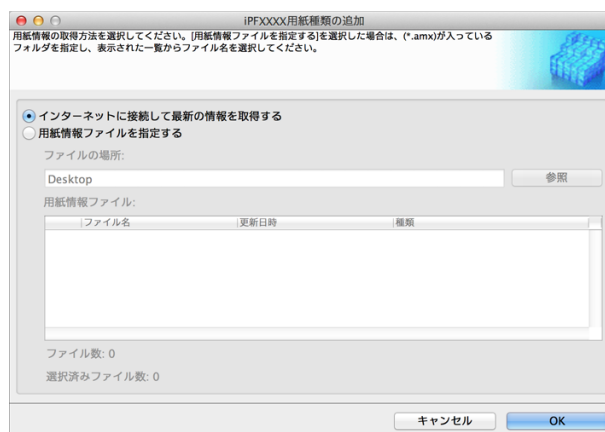 iPFXXXX用紙種類の追加
用紙情報の取得方法を選択してください。[用紙情報ファイルを指定する]を選択した場合は、(*.amx)が入っている
フォルダを指定し、表示された一覧からファイル名を選択してください。
インターネットに接続して最新の情報を取得する
用紙情報ファイルを指定する
ファイルの場所:
Desktop
参照
用紙情報ファイル:
ファイル名 更新日時 種類
ファイル数: 0
選択済みファイル数: 0
キャンセル OK